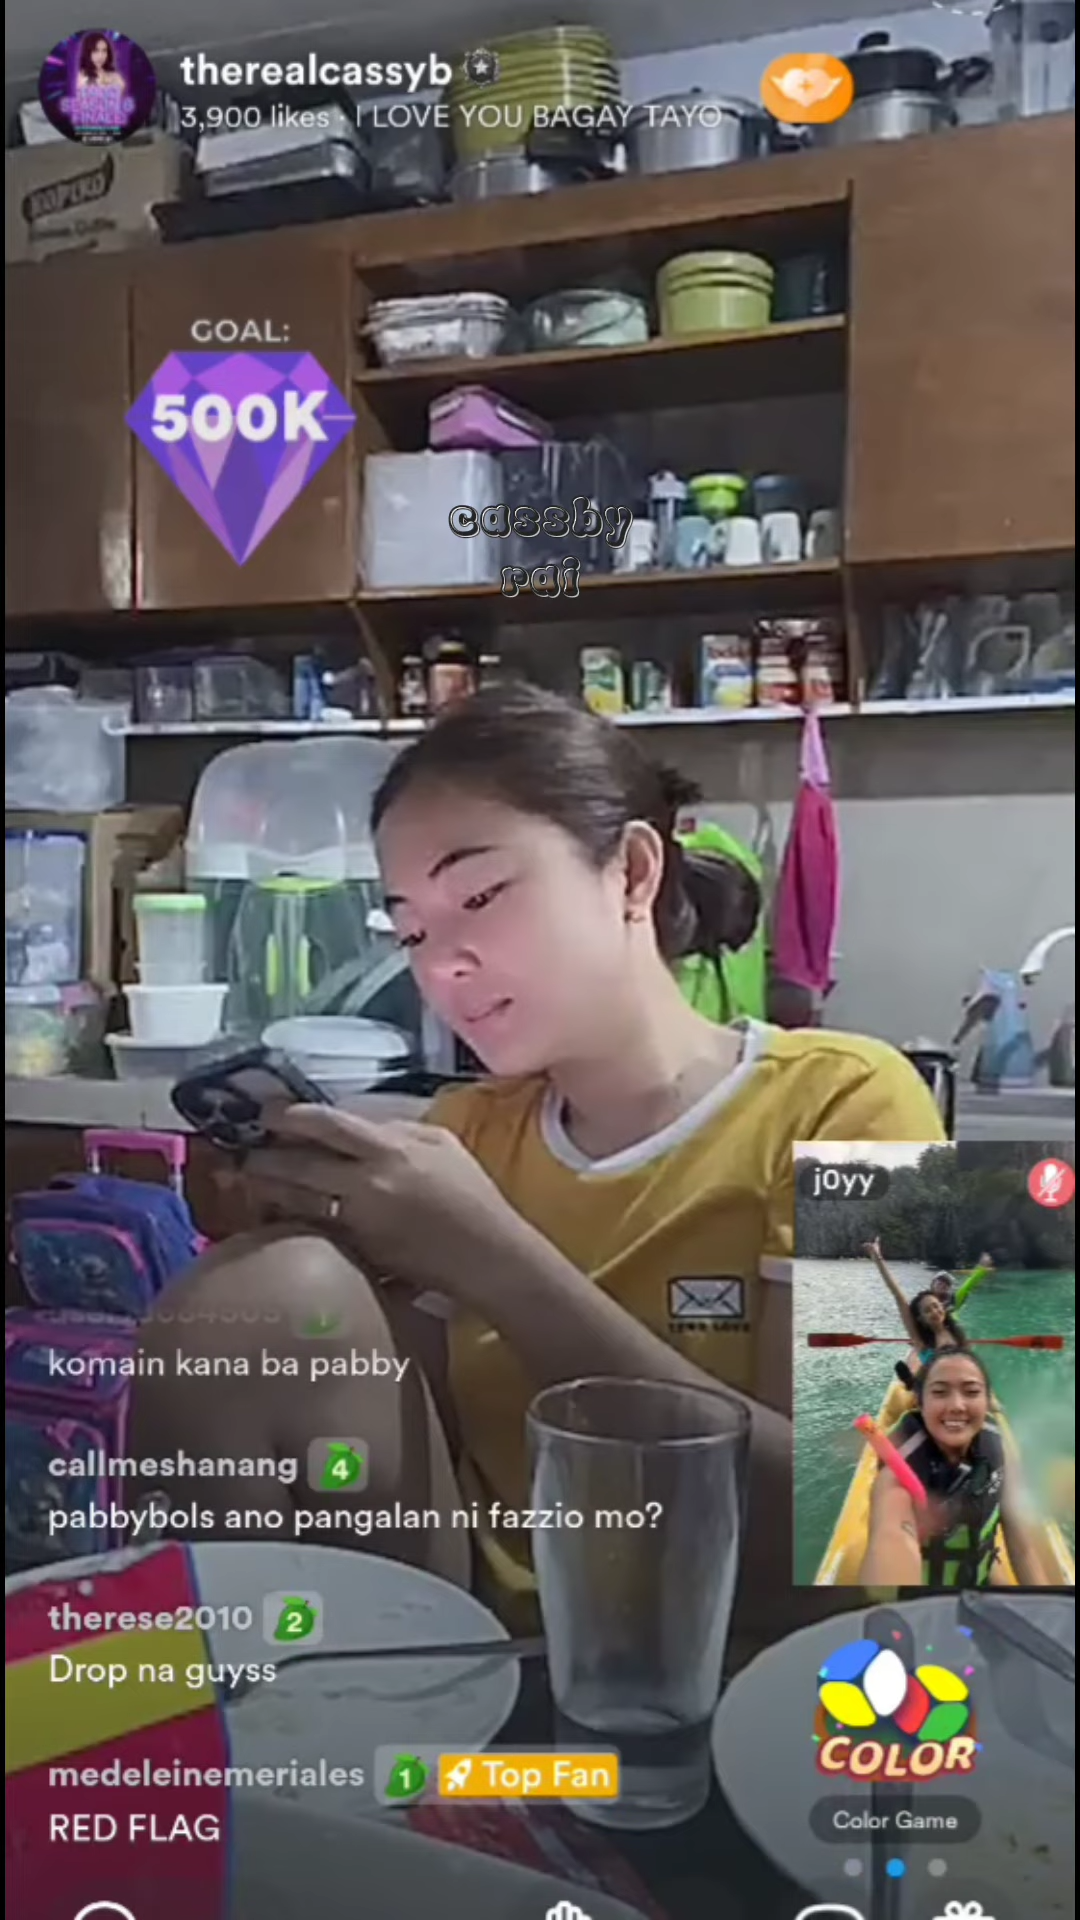 therealcassyb
3,900 likes · I LOVE YOU BAGAY TAYO
KOPIKO
GOAL:
500K
cassby
rai
j0yy
komain kana ba pabby
callmeshanang 4
pabbybols ano pangalan ni fazzio mo?
therese2010 2
Drop na guyss
medeleinemeriales 1 Top Fan
RED FLAG
COLOR
Color Game